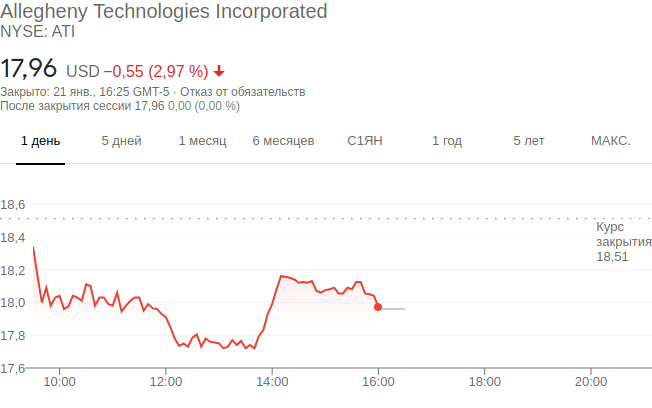 Allegheny Technologies Incorporated
NYSE: ATI
17,96 USD −0,55 (2,97 %)
Закрыто: 21 янв., 16:25 GMT-5 · Отказ от обязательств
После закрытия сессии 17,96 0,00 (0,00 %)
1 день 5 дней 1 месяц 6 месяцев С1ЯН 1 год 5 лет МАКС.
18,6
Курс
18,4
закрытия
18,51
18,2
18,0
17,8
17,6
10:00 12:00 14:00 16:00 18:00 20:00